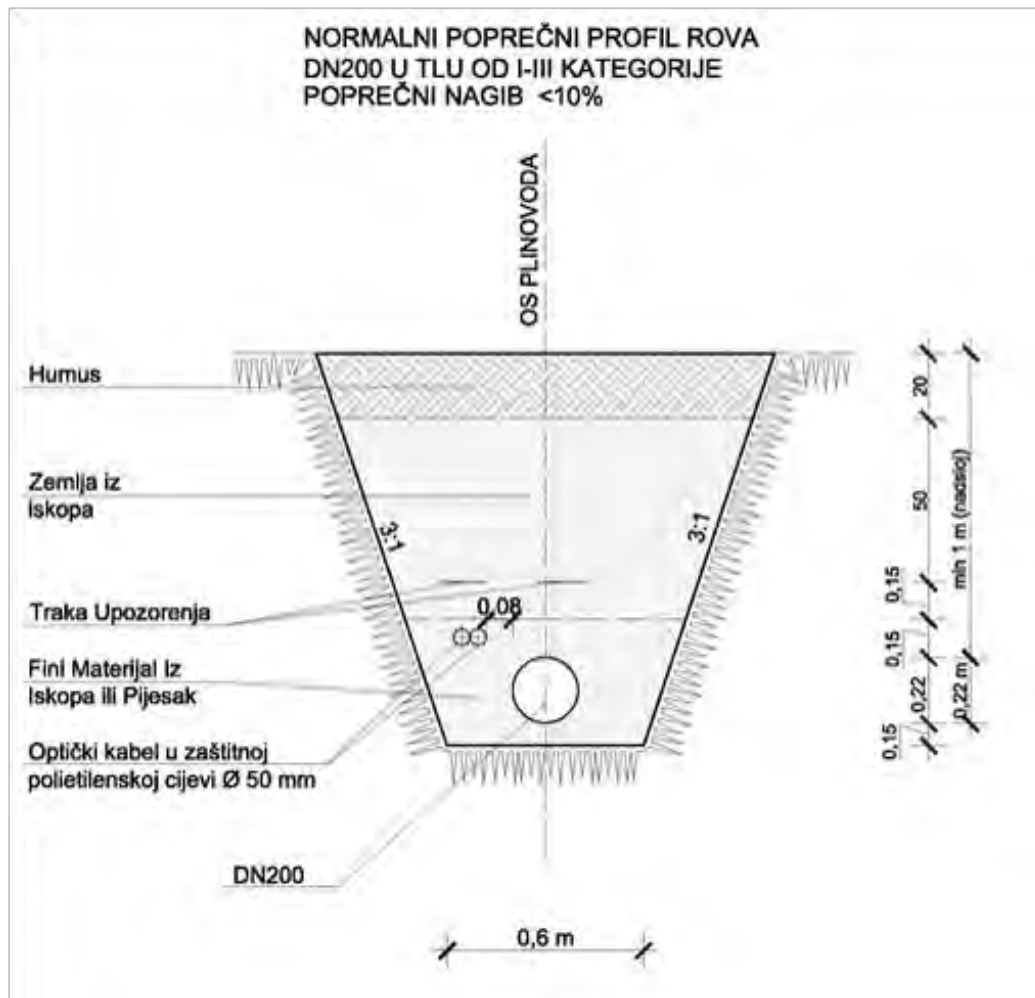 NORMALNI POPREČNI PROFIL ROVA
DN200 U TLU OD I-III KATEGORIJE
POPREČNI NAGIB <10%
OS PLINOVODA
Humus
Zemlja iz
Iskopa
Traka Upozorenja
Fini Materijal Iz
Iskopa ili Pijesak
Optički kabel u zaštitnoj
polietilenskoj cijevi Ø 50 mm
DN200
3:1
3:1
0,08
20
50
0,15
0,15
0,22
0,15
min 1 m (nadsloj)
0,22 m
0,6 m